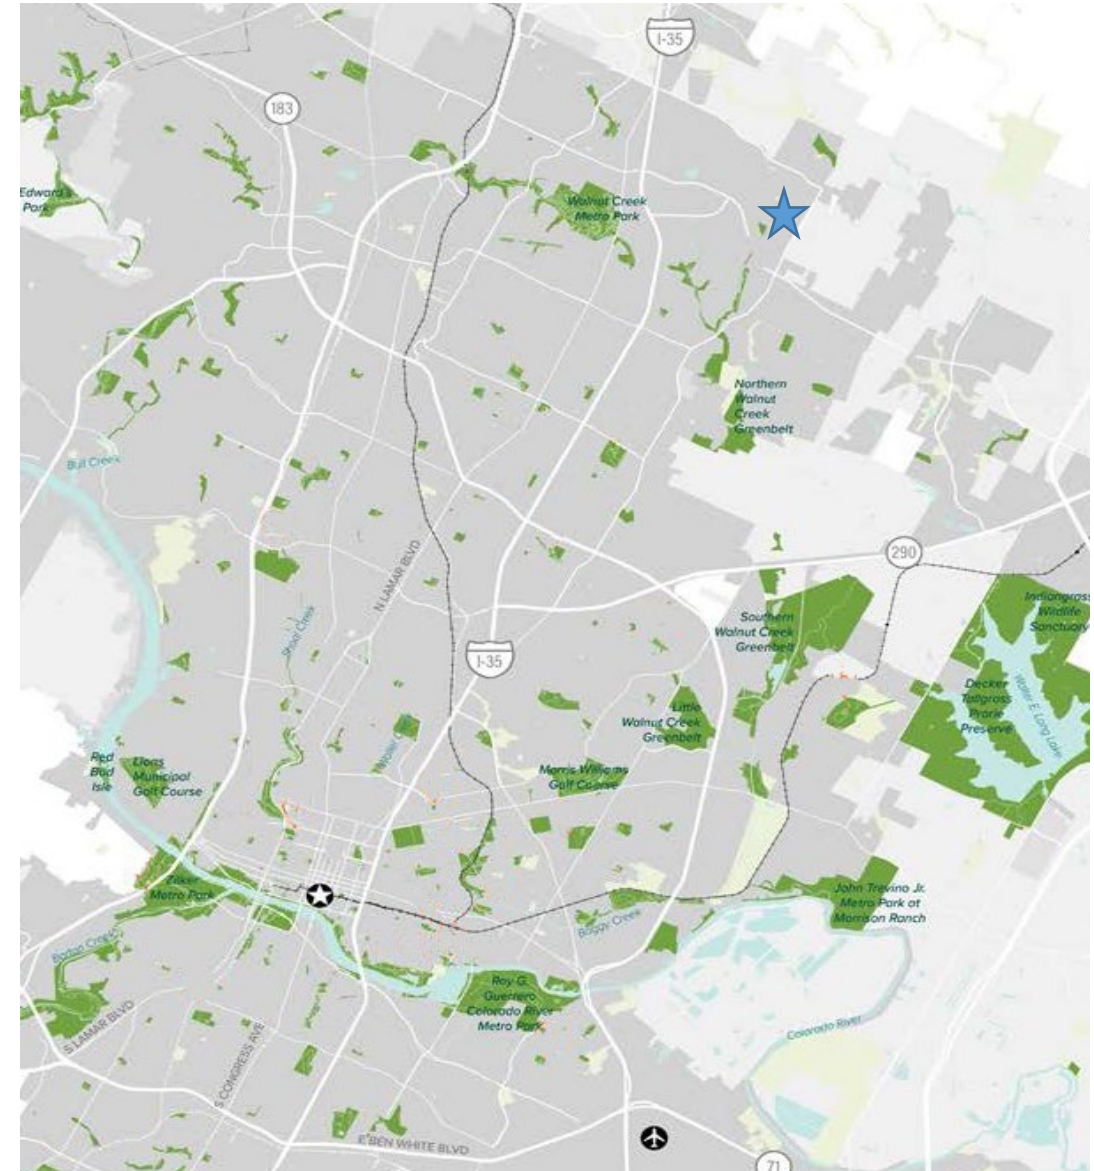 I-35
183
Edward's
Park
Walnut Creek
Metro Park
Northern
Walnut
Creek
Greenbelt
Bull Creek
290
N LAMAR BLVD
Shoal Creek
Southern
Walnut Creek
Greenbelt
Indiangrass
Wildlife
Sanctuary
I-35
Decker
Tallgrass
Prarie
Preserve
Walter E. Long Lake
Little
Walnut Creek
Greenbelt
Waller Creek
Red
Bud
Isle
Lions
Municipal
Golf Course
Morris Williams
Golf Course
Zilker
Metro Park
John Trevino Jr.
Metro Park at
Morrison Ranch
Boggy Creek
Barton Creek
Roy G.
Guerrero
Colorado River
Metro Park
Colorado River
S LAMAR BLVD
S CONGRESS AVE
E BEN WHITE BLVD
71